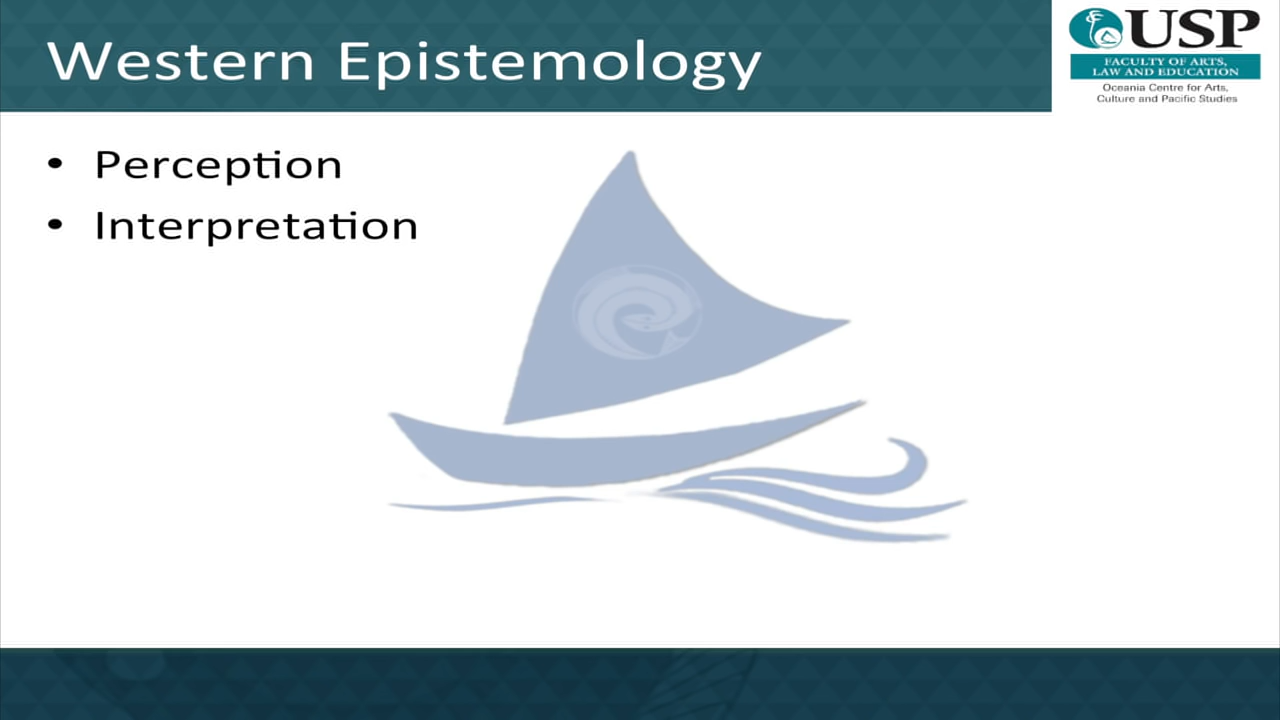 Western Epistemology
USP
FACULTY OF ARTS,
LAW AND EDUCATION
Oceania Centre for Arts,
Culture and Pacific Studies
• Perception
• Interpretation